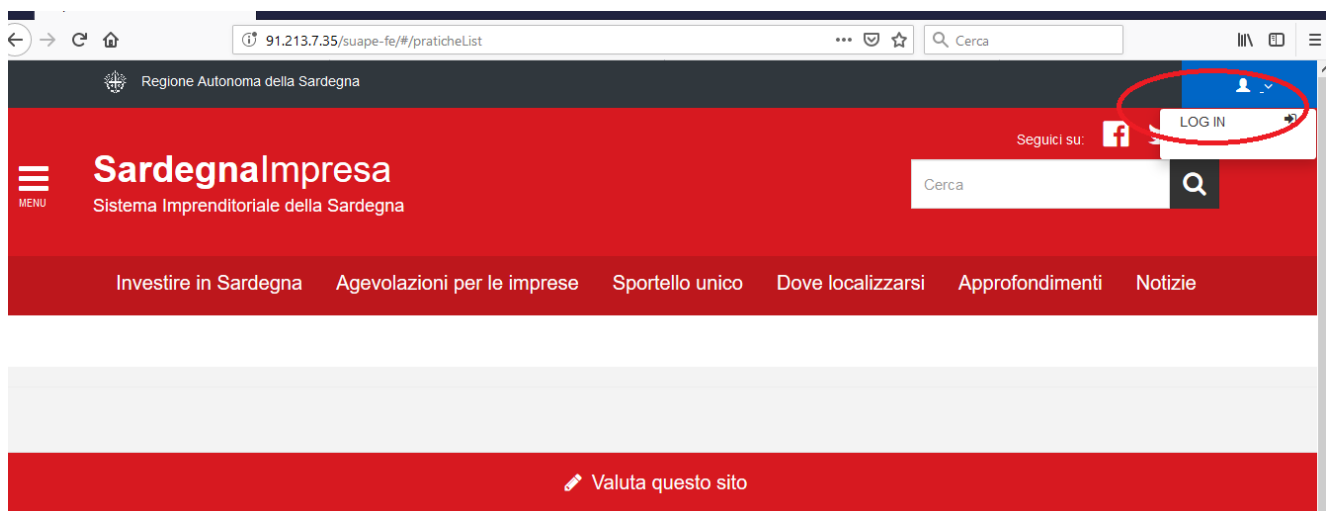 91.213.7.35/suape-fe/#/praticheList
Cerca
Regione Autonoma della Sardegna
LOG IN
Seguici su:
MENU
SardegnaImpresa
Sistema Imprenditoriale della Sardegna
Cerca
Investire in Sardegna Agevolazioni per le imprese Sportello unico Dove localizzarsi Approfondimenti Notizie
Valuta questo sito